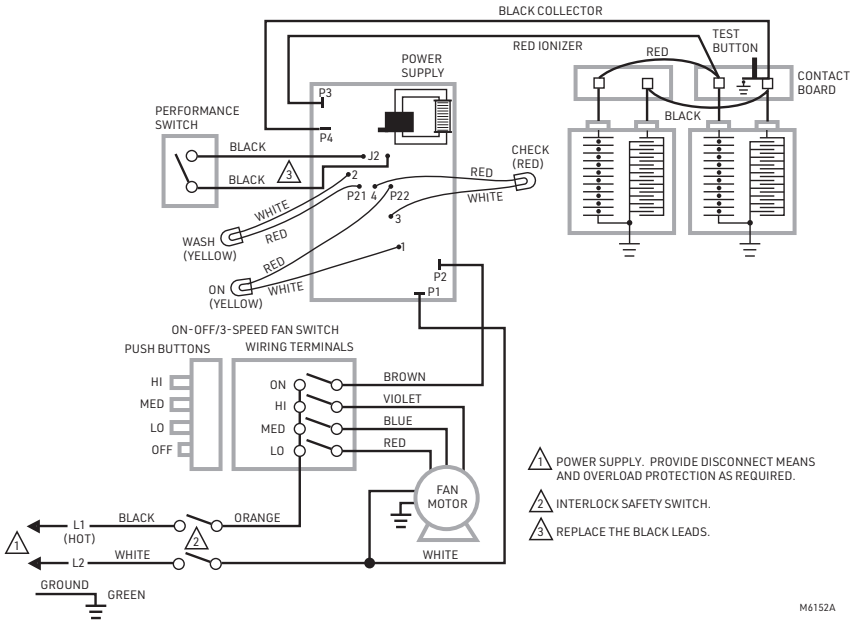 BLACK COLLECTOR
RED IONIZER
TEST
BUTTON
RED
POWER
SUPPLY
CONTACT
BOARD
P3
PERFORMANCE
SWITCH
P4
BLACK
BLACK
J2
CHECK
(RED)
BLACK
3
2
RED
P21 4 P22
WHITE
WHITE
RED
3
WASH
(YELLOW)
1
RED
WHITE
ON
(YELLOW)
P2
P1
ON-OFF/3-SPEED FAN SWITCH
PUSH BUTTONS
WIRING TERMINALS
HI
MED
LO
OFF
ON
BROWN
HI
VIOLET
MED
BLUE
LO
RED
FAN
MOTOR
1 POWER SUPPLY. PROVIDE DISCONNECT MEANS
AND OVERLOAD PROTECTION AS REQUIRED.
2 INTERLOCK SAFETY SWITCH.
3 REPLACE THE BLACK LEADS.
L1
(HOT)
BLACK
ORANGE
1
2
L2
WHITE
WHITE
GROUND
GREEN
M6152A